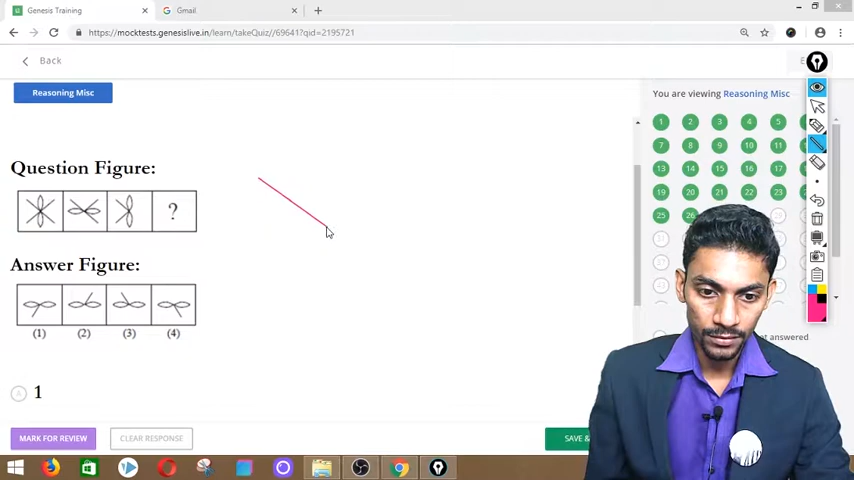 Genesis Training
Gmail
https://mocktests.genesislive.in/learn/takeQuiz//69641?qid=2195721
Back
Reasoning Misc
You are viewing Reasoning Misc
1 2 3 4 5
7 8 9 10 11
13 14 15 16 17
19 20 21 22 23
25 26
Question Figure:
?
Answer Figure:
(1) (2) (3) (4)
1
t answered
MARK FOR REVIEW
CLEAR RESPONSE
SAVE &